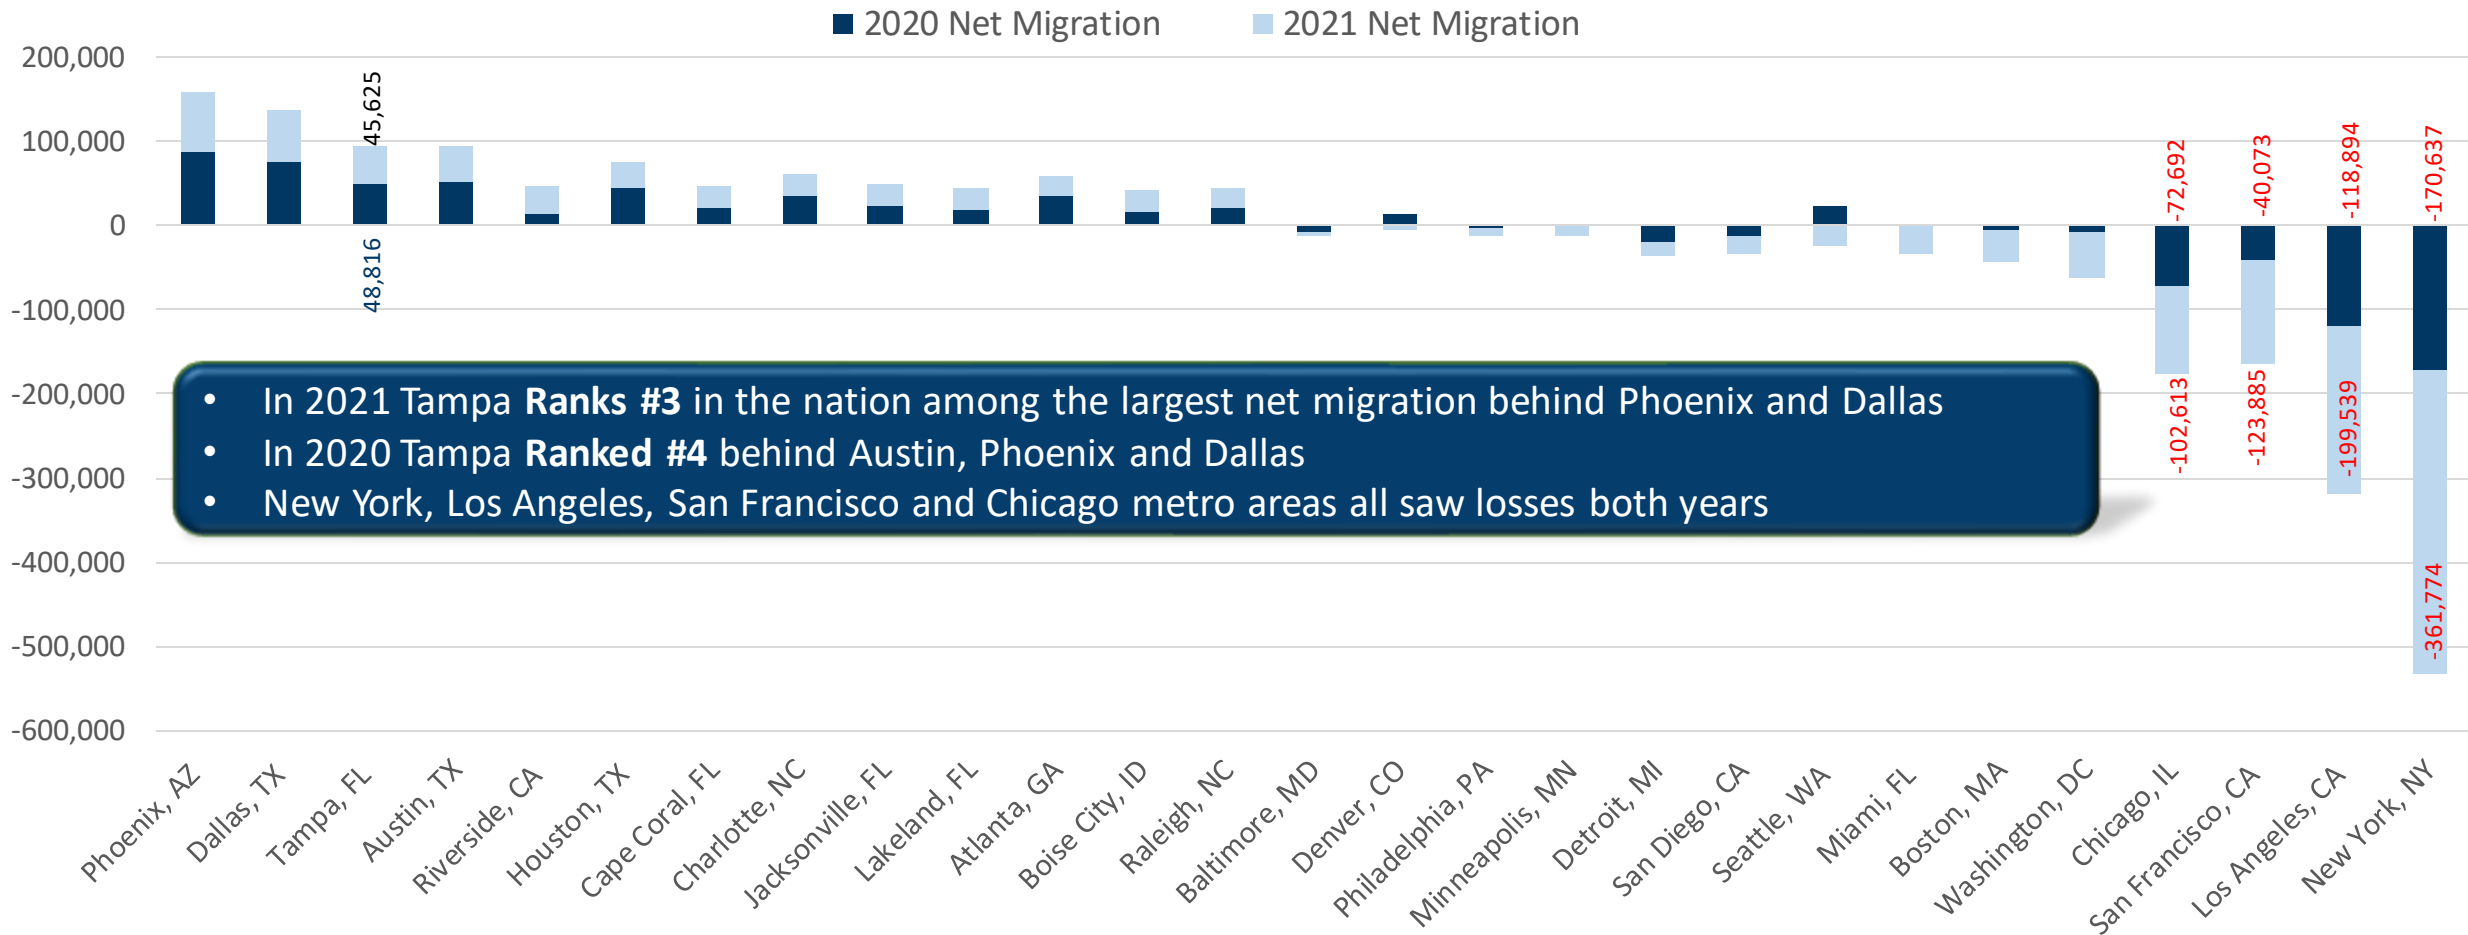 2020 Net Migration
2021 Net Migration
200,000
100,000
0
-100,000
-200,000
-300,000
-400,000
-500,000
-600,000
45,625
48,816
-72,692
-40,073
-118,894
-170,637
-102,613
-123,885
-199,539
-361,774
• In 2021 Tampa Ranks #3 in the nation among the largest net migration behind Phoenix and Dallas
• In 2020 Tampa Ranked #4 behind Austin, Phoenix and Dallas
• New York, Los Angeles, San Francisco and Chicago metro areas all saw losses both years
Phoenix, AZ
Dallas, TX
Tampa, FL
Austin, TX
Riverside, CA
Houston, TX
Cape Coral, FL
Charlotte, NC
Jacksonville, FL
Lakeland, FL
Atlanta, GA
Boise City, ID
Raleigh, NC
Baltimore, MD
Denver, CO
Philadelphia, PA
Minneapolis, MN
Detroit, MI
San Diego, CA
Seattle, WA
Miami, FL
Boston, MA
Washington, DC
Chicago, IL
San Francisco, CA
Los Angeles, CA
New York, NY